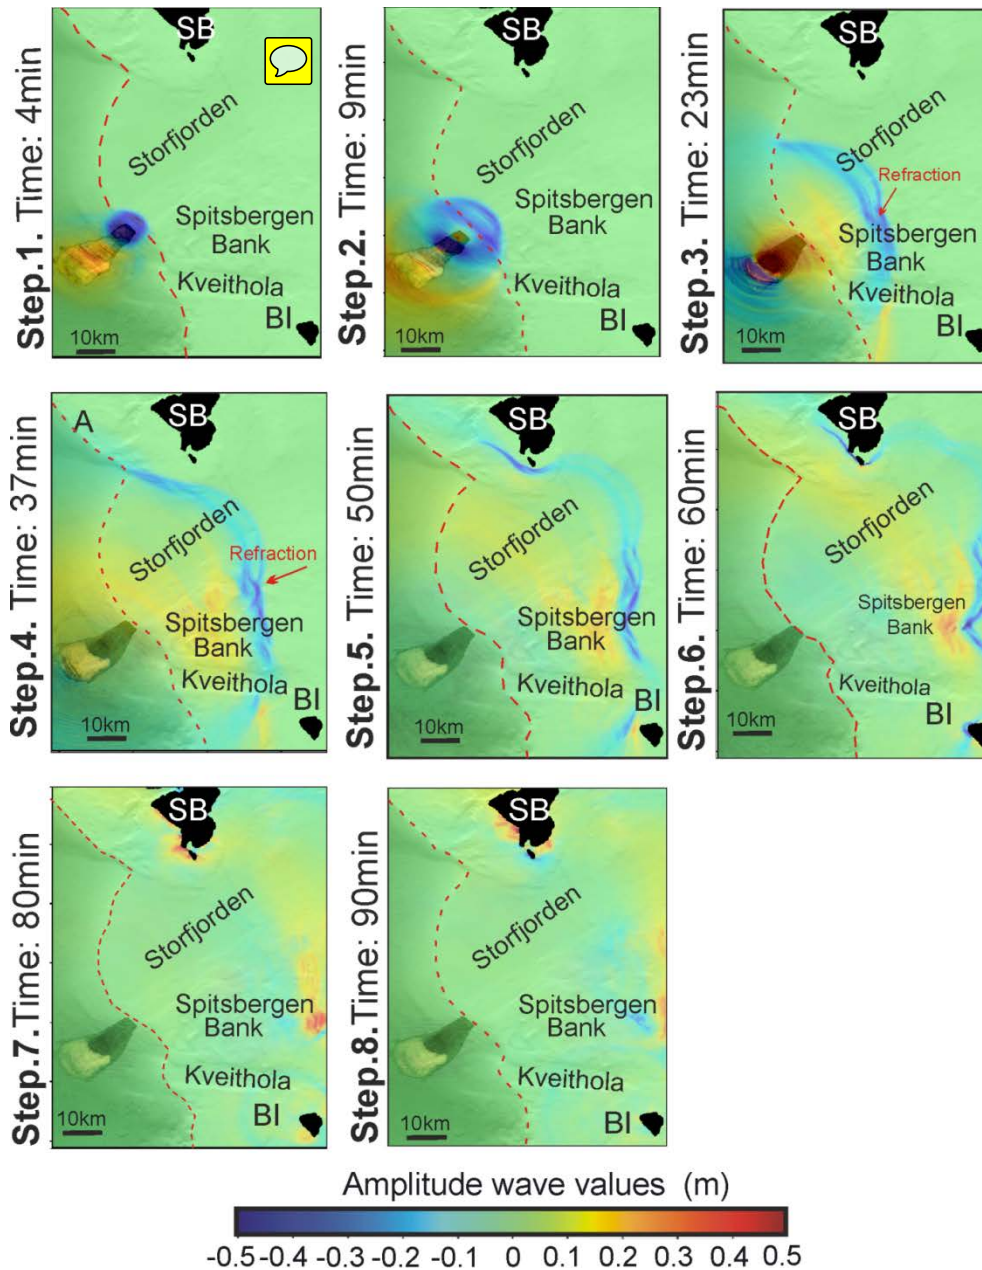 Step.1. Time: 4min
SB
Storfjorden
Spitsbergen
Bank
Kveithola
BI
10km
Step.2. Time: 9min
SB
Storfjorden
Spitsbergen
Bank
Kveithola
BI
10km
Step.3. Time: 23min
SB
Storfjorden
Refraction
Spitsbergen
Bank
Kveithola
BI
10km
Step.4. Time: 37min
A
SB
Storfjorden
Refraction
Spitsbergen
Bank
Kveithola
BI
10km
Step.5. Time: 50min
SB
Storfjorden
Spitsbergen
Bank
Kveithola
BI
10km
Step.6. Time: 60min
SB
Storfjorden
Spitsbergen
Bank
Kveithola
BI
10km
Step.7.Time: 80min
SB
Storfjorden
Spitsbergen
Bank
Kveithola
BI
10km
Step.8.Time: 90min
SB
Storfjorden
Spitsbergen
Bank
Kveithola
BI
10km
Amplitude wave values (m)
-0.5 -0.4 -0.3 -0.2 -0.1 0 0.1 0.2 0.3 0.4 0.5